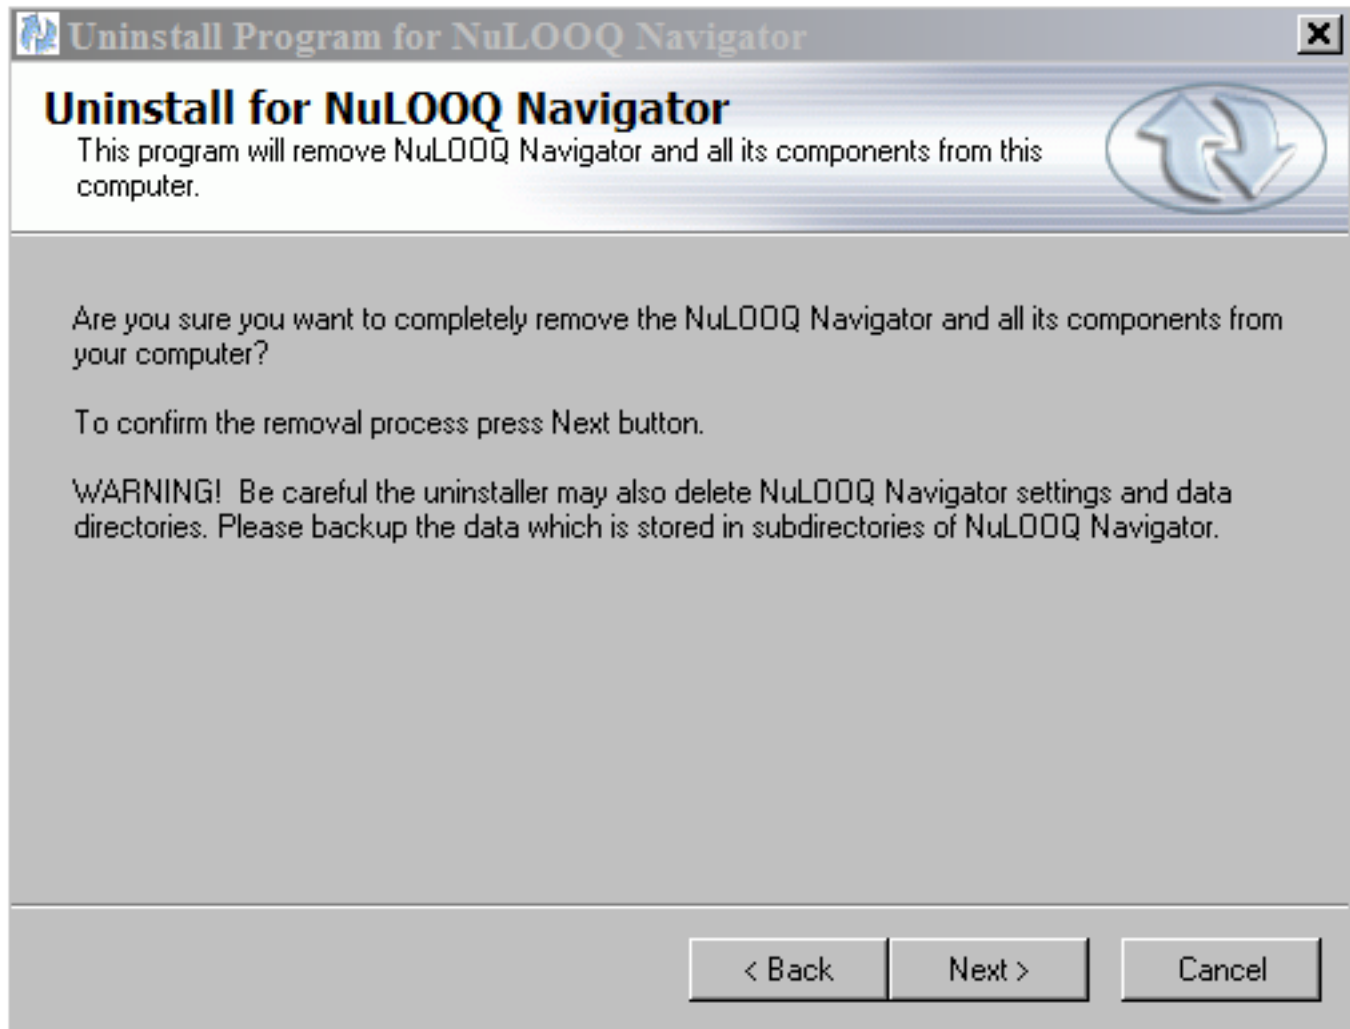 Uninstall Program for NuLOOQ Navigator
Uninstall for NuLOOQ Navigator
This program will remove NuLOOQ Navigator and all its components from this
computer.
Are you sure you want to completely remove the NuLOOQ Navigator and all its components from
your computer?
To confirm the removal process press Next button.
WARNING!  Be careful the uninstaller may also delete NuLOOQ Navigator settings and data
directories. Please backup the data which is stored in subdirectories of NuLOOQ Navigator.
< Back
Next >
Cancel